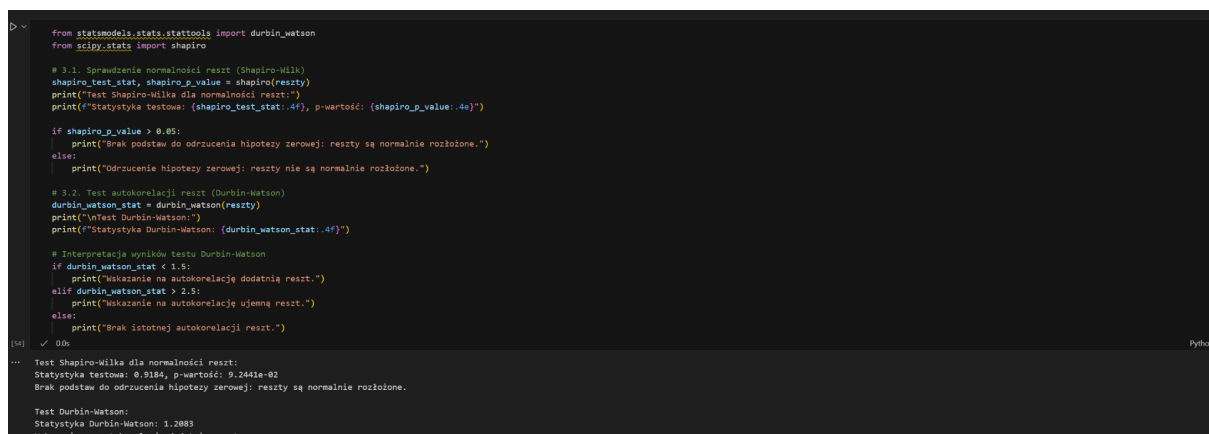 from statsmodels.stats.stattools import durbin_watson
from scipy.stats import shapiro
# 3.1. Sprawdzenie normalności reszt (Shapiro-Wilk)
shapiro_test_stat, shapiro_p_value = shapiro(reszty)
print("Test Shapiro-Wilka dla normalności reszt:")
print(f"Statystyka testowa: {shapiro_test_stat:.4f}, p-wartość: {shapiro_p_value:.4e}")
if shapiro_p_value > 0.05:
print("Brak podstaw do odrzucenia hipotezy zerowej: reszty są normalnie rozłożone.")
else:
print("Odrzucenie hipotezy zerowej: reszty nie są normalnie rozłożone.")
# 3.2. Test autokorelacji reszt (Durbin-Watson)
durbin_watson_stat = durbin_watson(reszty)
print("\nTest Durbin-Watson:")
print(f"Statystyka Durbin-Watson: {durbin_watson_stat:.4f}")
# Interpretacja wyników testu Durbin-Watson
if durbin_watson_stat < 1.5:
print("Wskazanie na autokorelację dodatnią reszt.")
elif durbin_watson_stat > 2.5:
print("Wskazanie na autokorelację ujemną reszt.")
else:
print("Brak istotnej autokorelacji reszt.")
[54] ✓ 0.0s Pytho
... Test Shapiro-Wilka dla normalności reszt:
Statystyka testowa: 0.9184, p-wartość: 9.2441e-02
Brak podstaw do odrzucenia hipotezy zerowej: reszty są normalnie rozłożone.
Test Durbin-Watson:
Statystyka Durbin-Watson: 1.2083